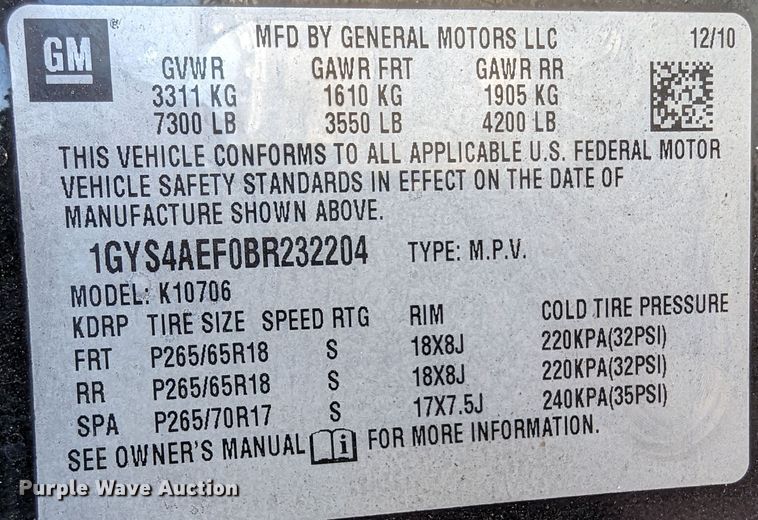 GM
MFD BY GENERAL MOTORS LLC 12/10
GVWR GAWR FRT GAWR RR
3311 KG 1610 KG 1905 KG
7300 LB 3550 LB 4200 LB
THIS VEHICLE CONFORMS TO ALL APPLICABLE U.S. FEDERAL MOTOR
VEHICLE SAFETY STANDARDS IN EFFECT ON THE DATE OF
MANUFACTURE SHOWN ABOVE.
1GYS4AEF0BR232204 TYPE: M.P.V.
MODEL: K10706
KDRP TIRE SIZE SPEED RTG RIM COLD TIRE PRESSURE
FRT P265/65R18 S 18X8J 220KPA(32PSI)
RR P265/65R18 S 18X8J 220KPA(32PSI)
SPA P265/70R17 S 17X7.5J 240KPA(35PSI)
SEE OWNER'S MANUAL i FOR MORE INFORMATION.
Purple Wave Auction